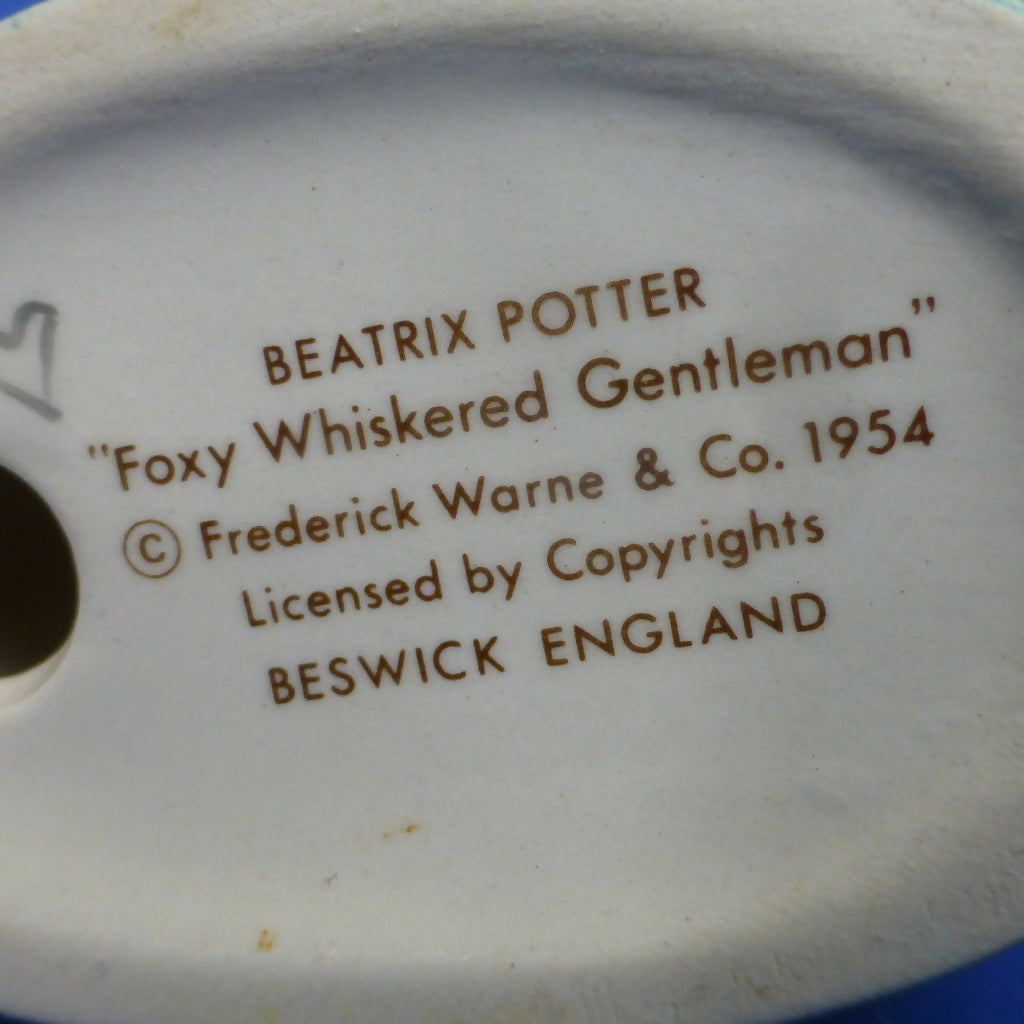 BEATRIX POTTER
"Foxy Whiskered Gentleman"
© Frederick Warne & Co. 1954
Licensed by Copyrights
BESWICK ENGLAND